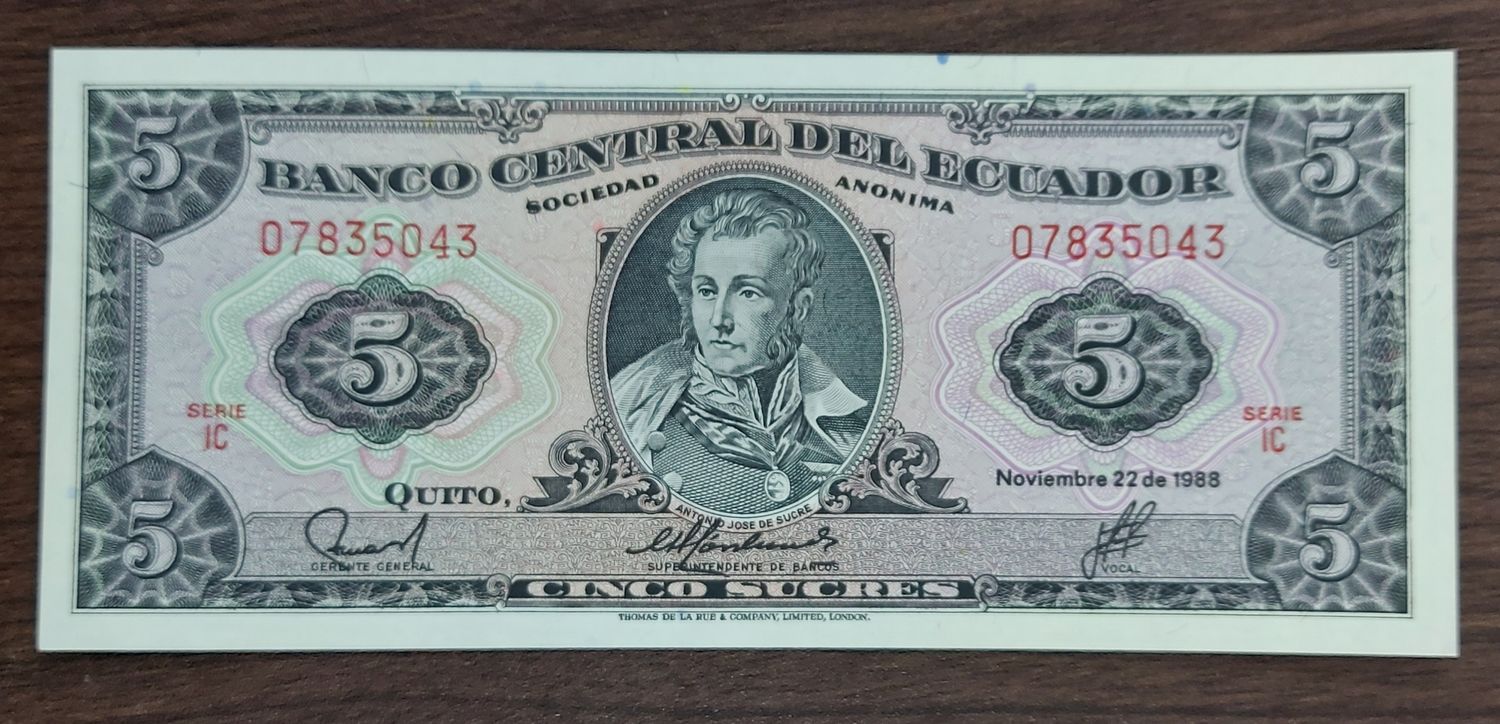 5 5
BANCO CENTRAL DEL ECUADOR
SOCIEDAD ANONIMA
07835043 07835043
5 5
SERIE SERIE
IC IC
QUITO, Noviembre 22 de 1988
ANTONIO JOSE DE SUCRE
5 5
GERENTE GENERAL SUPERINTENDENTE DE BANCOS VOCAL
CINCO SUCRES
THOMAS DE LA RUE & COMPANY, LIMITED, LONDON.